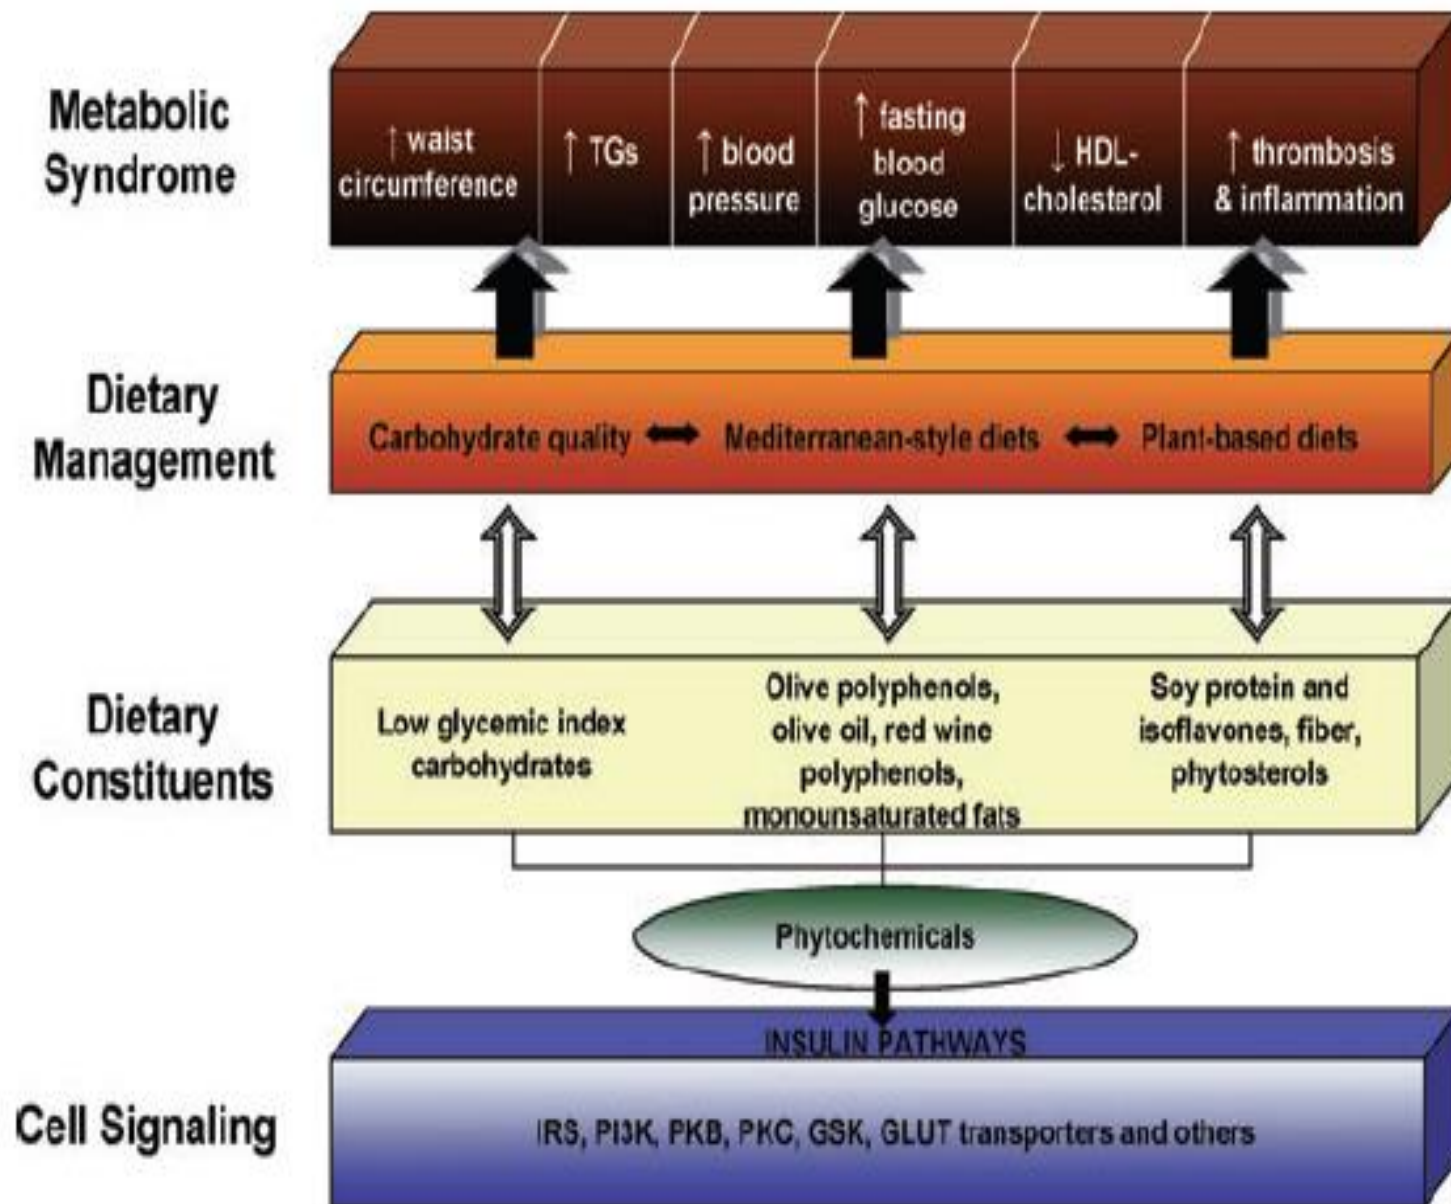 Metabolic
Syndrome
↑ waist
circumference
↑ TGs
↑ blood
pressure
↑ fasting
blood
glucose
↓ HDL-
cholesterol
↑ thrombosis
& inflammation
Dietary
Management
Carbohydrate quality
Mediterranean-style diets
Plant-based diets
Dietary
Constituents
Low glycemic index
carbohydrates
Olive polyphenols,
olive oil, red wine
polyphenols,
monounsaturated fats
Soy protein and
isoflavones, fiber,
phytosterols
Phytochemicals
INSULIN PATHWAYS
Cell Signaling
IRS, PI3K, PKB, PKC, GSK, GLUT transporters and others